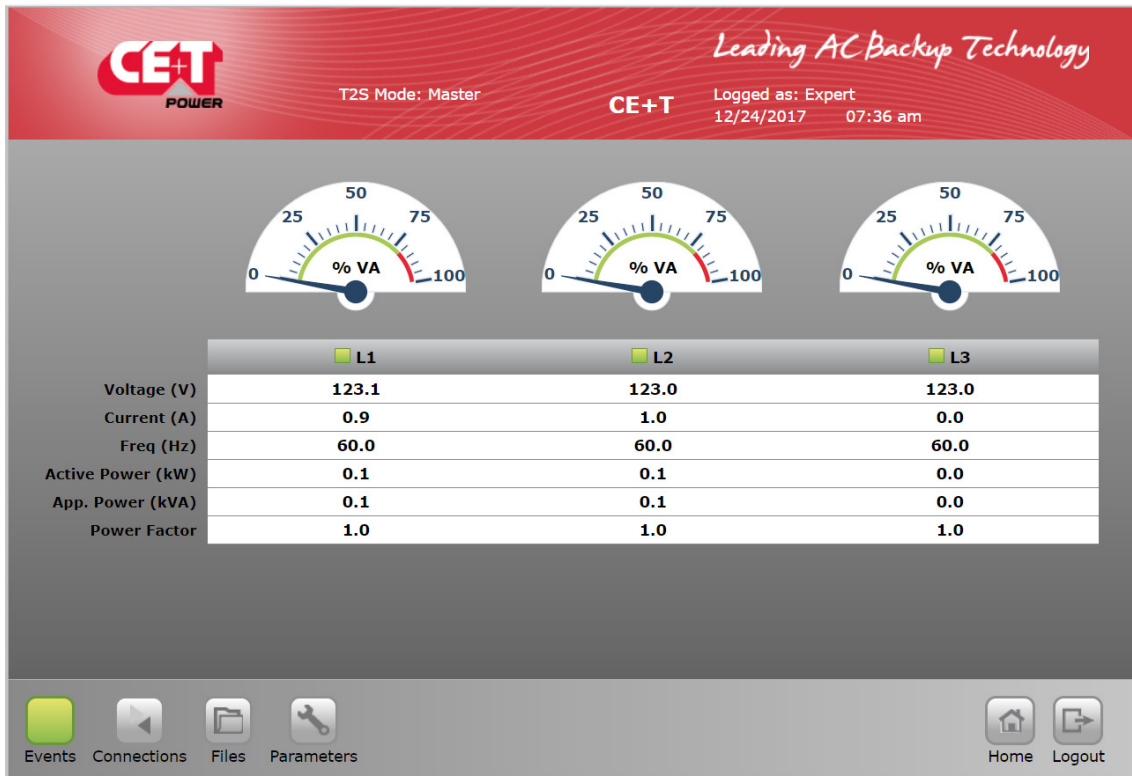 CE+T
POWER
Leading AC Backup Technology
T2S Mode: Master
CE+T
Logged as: Expert
12/24/2017 07:36 am
0 25 50 75 100
% VA
0 25 50 75 100
% VA
0 25 50 75 100
% VA
L1 L2 L3
Voltage (V) 123.1 123.0 123.0
Current (A) 0.9 1.0 0.0
Freq (Hz) 60.0 60.0 60.0
Active Power (kW) 0.1 0.1 0.0
App. Power (kVA) 0.1 0.1 0.0
Power Factor 1.0 1.0 1.0
Events Connections Files Parameters Home Logout